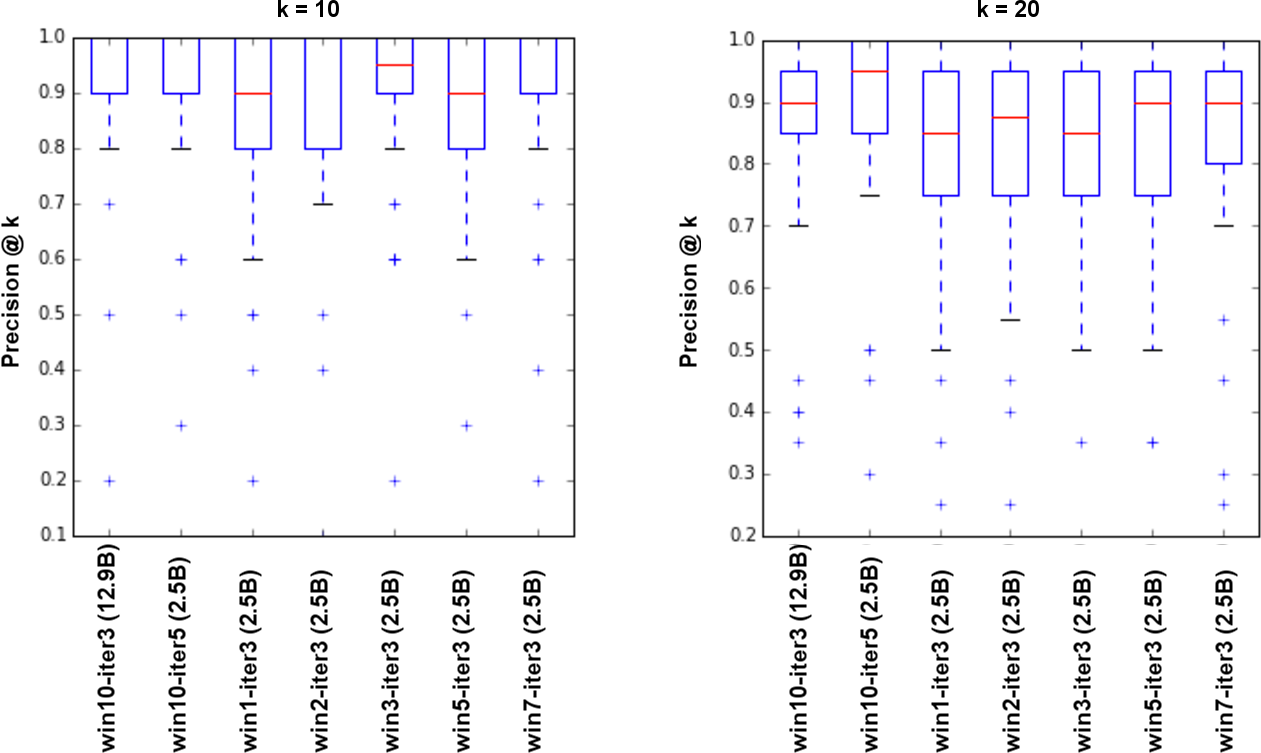 k = 10
Precision @ k
1.0
0.9
0.8
0.7
0.6
0.5
0.4
0.3
0.2
0.1
win10-iter3 (12.9B)
win10-iter5 (2.5B)
win1-iter3 (2.5B)
win2-iter3 (2.5B)
win3-iter3 (2.5B)
win5-iter3 (2.5B)
win7-iter3 (2.5B)
k = 20
Precision @ k
1.0
0.9
0.8
0.7
0.6
0.5
0.4
0.3
0.2
win10-iter3 (12.9B)
win10-iter5 (2.5B)
win1-iter3 (2.5B)
win2-iter3 (2.5B)
win3-iter3 (2.5B)
win5-iter3 (2.5B)
win7-iter3 (2.5B)